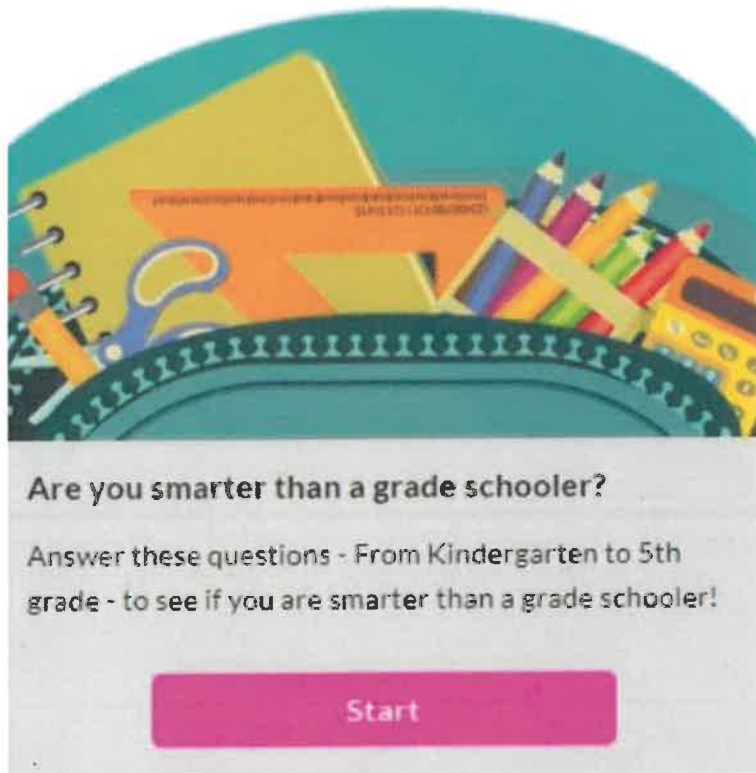 Are you smarter than a grade schooler?
Answer these questions - From Kindergarten to 5th
grade - to see if you are smarter than a grade schooler!
Start